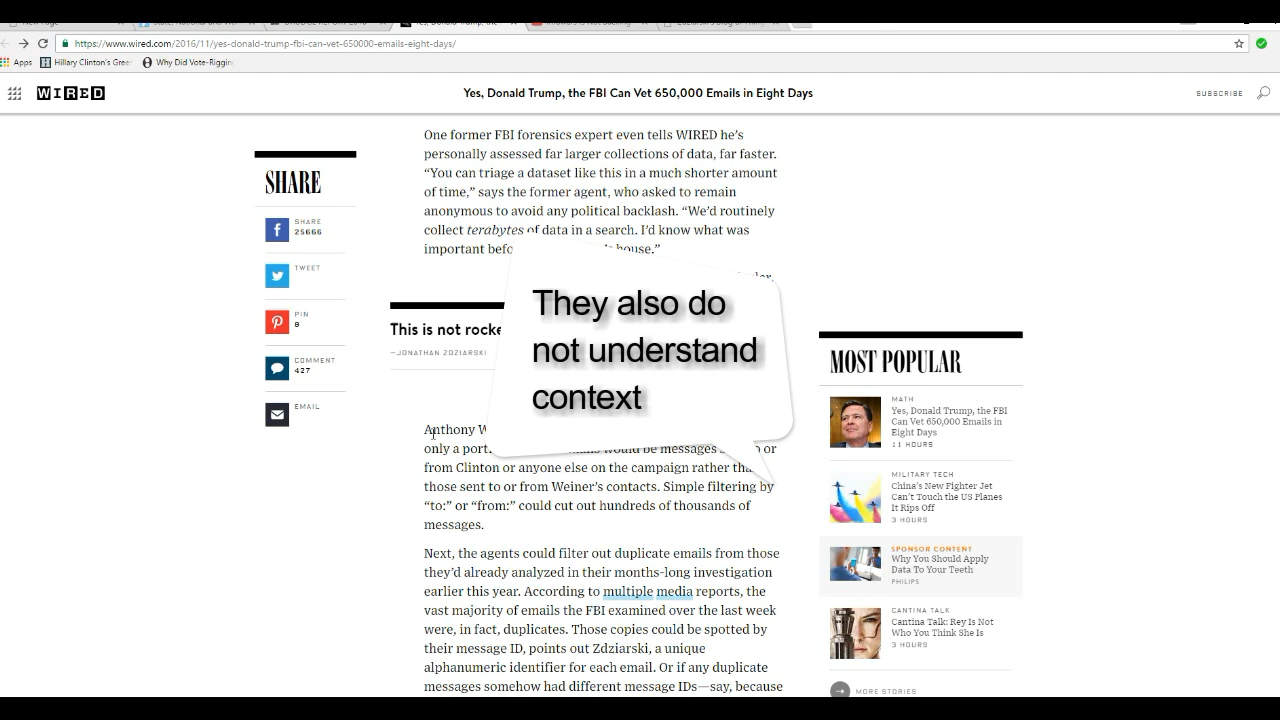 https://www.wired.com/2016/11/yes-donald-trump-fbi-can-vet-650000-emails-eight-days/
Apps
Hillary Clinton's Gree
Why Did Vote-Riggin
WIRED
Yes, Donald Trump, the FBI Can Vet 650,000 Emails in Eight Days
SUBSCRIBE
One former FBI forensics expert even tells WIRED he's
personally assessed far larger collections of data, far faster.
“You can triage a dataset like this in a much shorter amount
of time,” says the former agent, who asked to remain
anonymous to avoid any political backlash. “We'd routinely
collect terabytes of data in a search. I'd know what was
important befo house.”
SHARE
SHARE
25666
TWEET
PIN
8
COMMENT
427
EMAIL
This is not rocke
—JONATHAN ZDZIARSKI
They also do
not understand
context
Anthony W
only a port would be messages or
from Clinton or anyone else on the campaign rather tha
those sent to or from Weiner's contacts. Simple filtering by
“to:” or “from:” could cut out hundreds of thousands of
messages.
Next, the agents could filter out duplicate emails from those
they'd already analyzed in their months-long investigation
earlier this year. According to multiple media reports, the
vast majority of emails the FBI examined over the last week
were, in fact, duplicates. Those copies could be spotted by
their message ID, points out Zdziarski, a unique
alphanumeric identifier for each email. Or if any duplicate
messages somehow had different message IDs—say, because
MOST POPULAR
MATH
Yes, Donald Trump, the FBI
Can Vet 650,000 Emails in
Eight Days
11 HOURS
MILITARY TECH
China's New Fighter Jet
Can't Touch the US Planes
It Rips Off
3 HOURS
SPONSOR CONTENT
Why You Should Apply
Data To Your Teeth
PHILIPS
CANTINA TALK
Cantina Talk: Rey Is Not
Who You Think She Is
3 HOURS
MORE STORIES